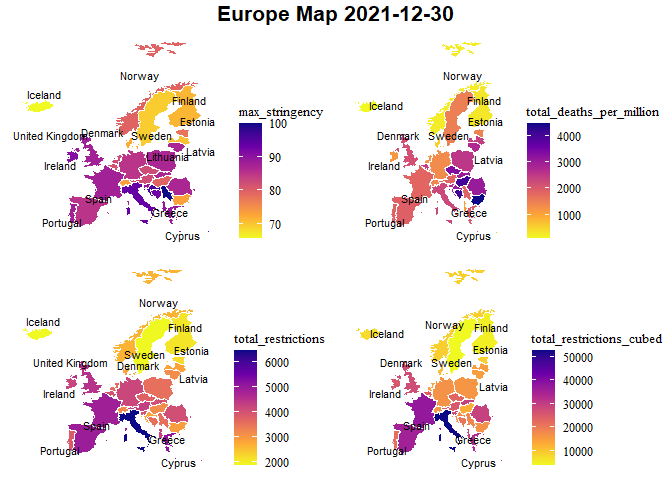 Europe Map 2021-12-30
Norway
Iceland
Finland
Estonia
United Kingdom
Denmark
Sweden
Latvia
Lithuania
Ireland
Spain
Greece
Portugal
Cyprus
max_stringency
100
90
80
70
Norway
Iceland
Finland
Estonia
Sweden
Latvia
Ireland
Spain
Greece
Portugal
Cyprus
total_deaths_per_million
4000
3000
2000
1000
Norway
Iceland
Finland
Estonia
Sweden
United Kingdom
Denmark
Latvia
Ireland
Spain
Greece
Portugal
Cyprus
total_restrictions
6000
5000
4000
3000
2000
Norway
Iceland
Finland
Estonia
Denmark
Sweden
Latvia
Ireland
Spain
Greece
Portugal
Cyprus
total_restrictions_cubed
50000
40000
30000
20000
10000